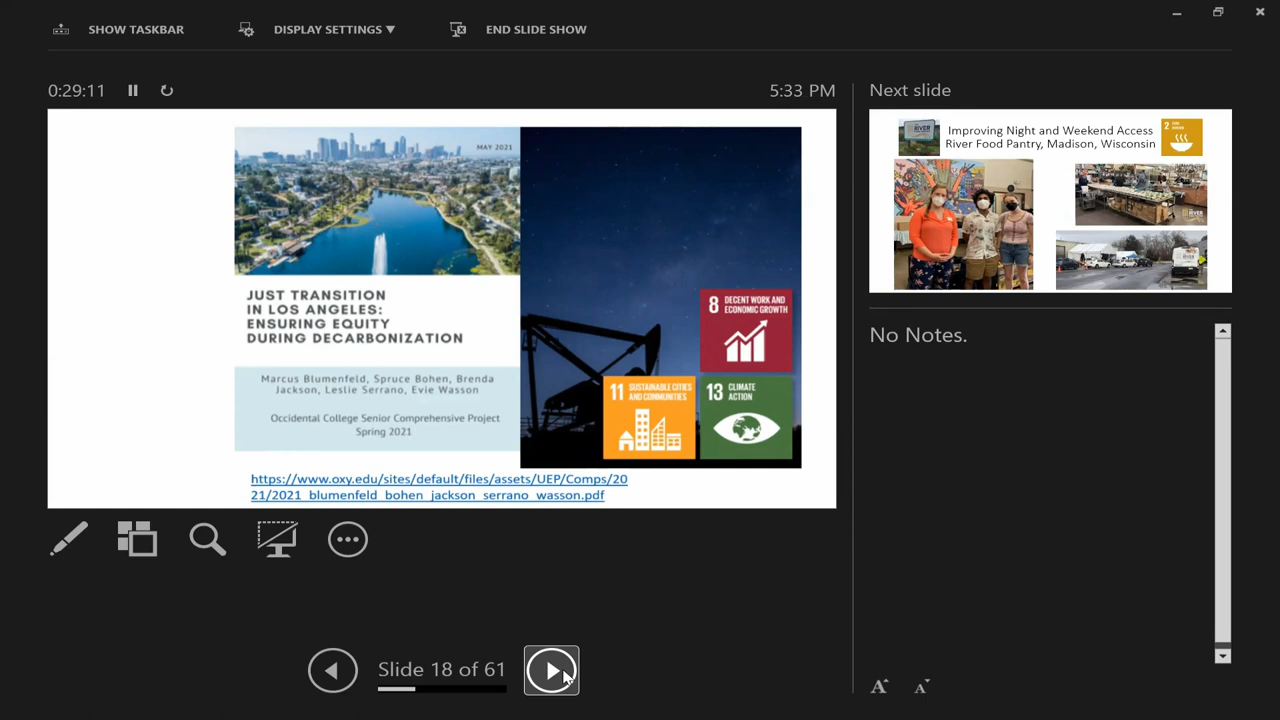 SHOW TASKBAR
DISPLAY SETTINGS ▼
END SLIDE SHOW
0:29:11
5:33 PM
MAY 2021
JUST TRANSITION
IN LOS ANGELES:
ENSURING EQUITY
DURING DECARBONIZATION
Marcus Blumenfeld, Spruce Bohen, Brenda
Jackson, Leslie Serrano, Evie Wasson
Occidental College Senior Comprehensive Project
Spring 2021
8 DECENT WORK AND
ECONOMIC GROWTH
11 SUSTAINABLE CITIES
AND COMMUNITIES
13 CLIMATE
ACTION
https://www.oxy.edu/sites/default/files/assets/UEP/Comps/20
21/2021_blumenfeld_bohen_jackson_serrano_wasson.pdf
Slide 18 of 61
Next slide
RIVER
Improving Night and Weekend Access
River Food Pantry, Madison, Wisconsin
2
RIVER
No Notes.
A
A